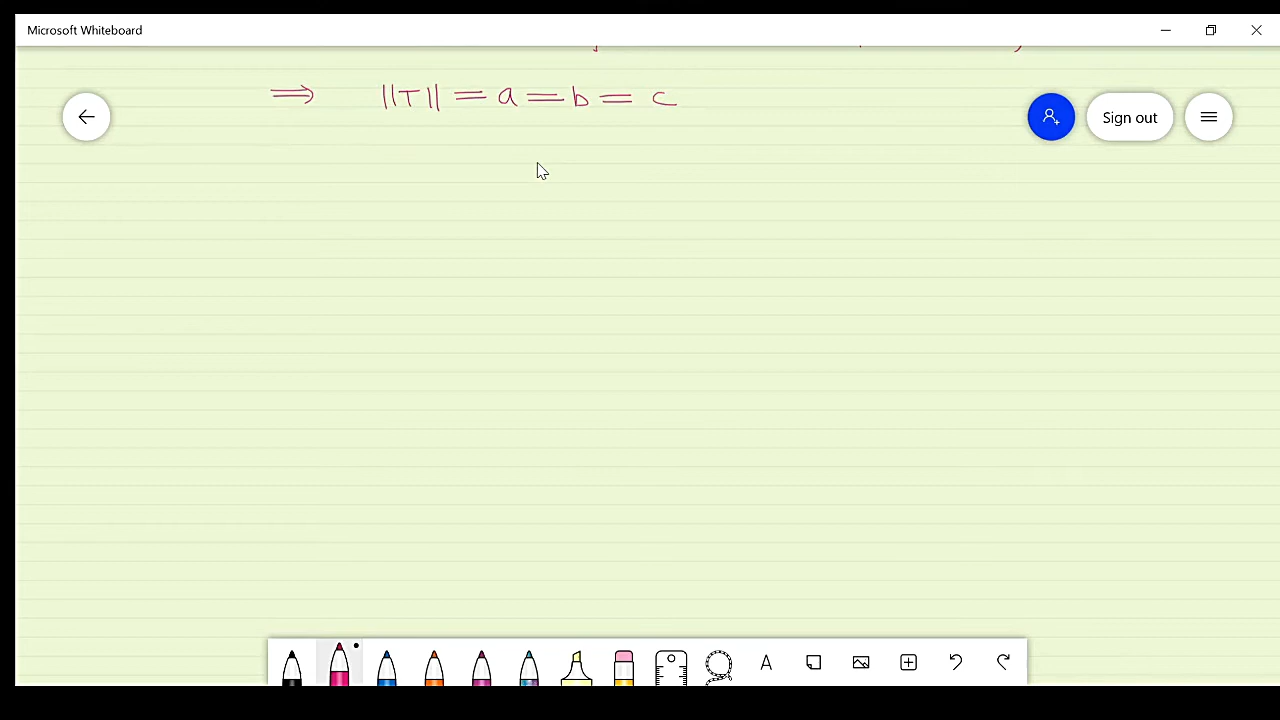 Microsoft Whiteboard
⟹ ||T|| = a = b = c
Sign out
A